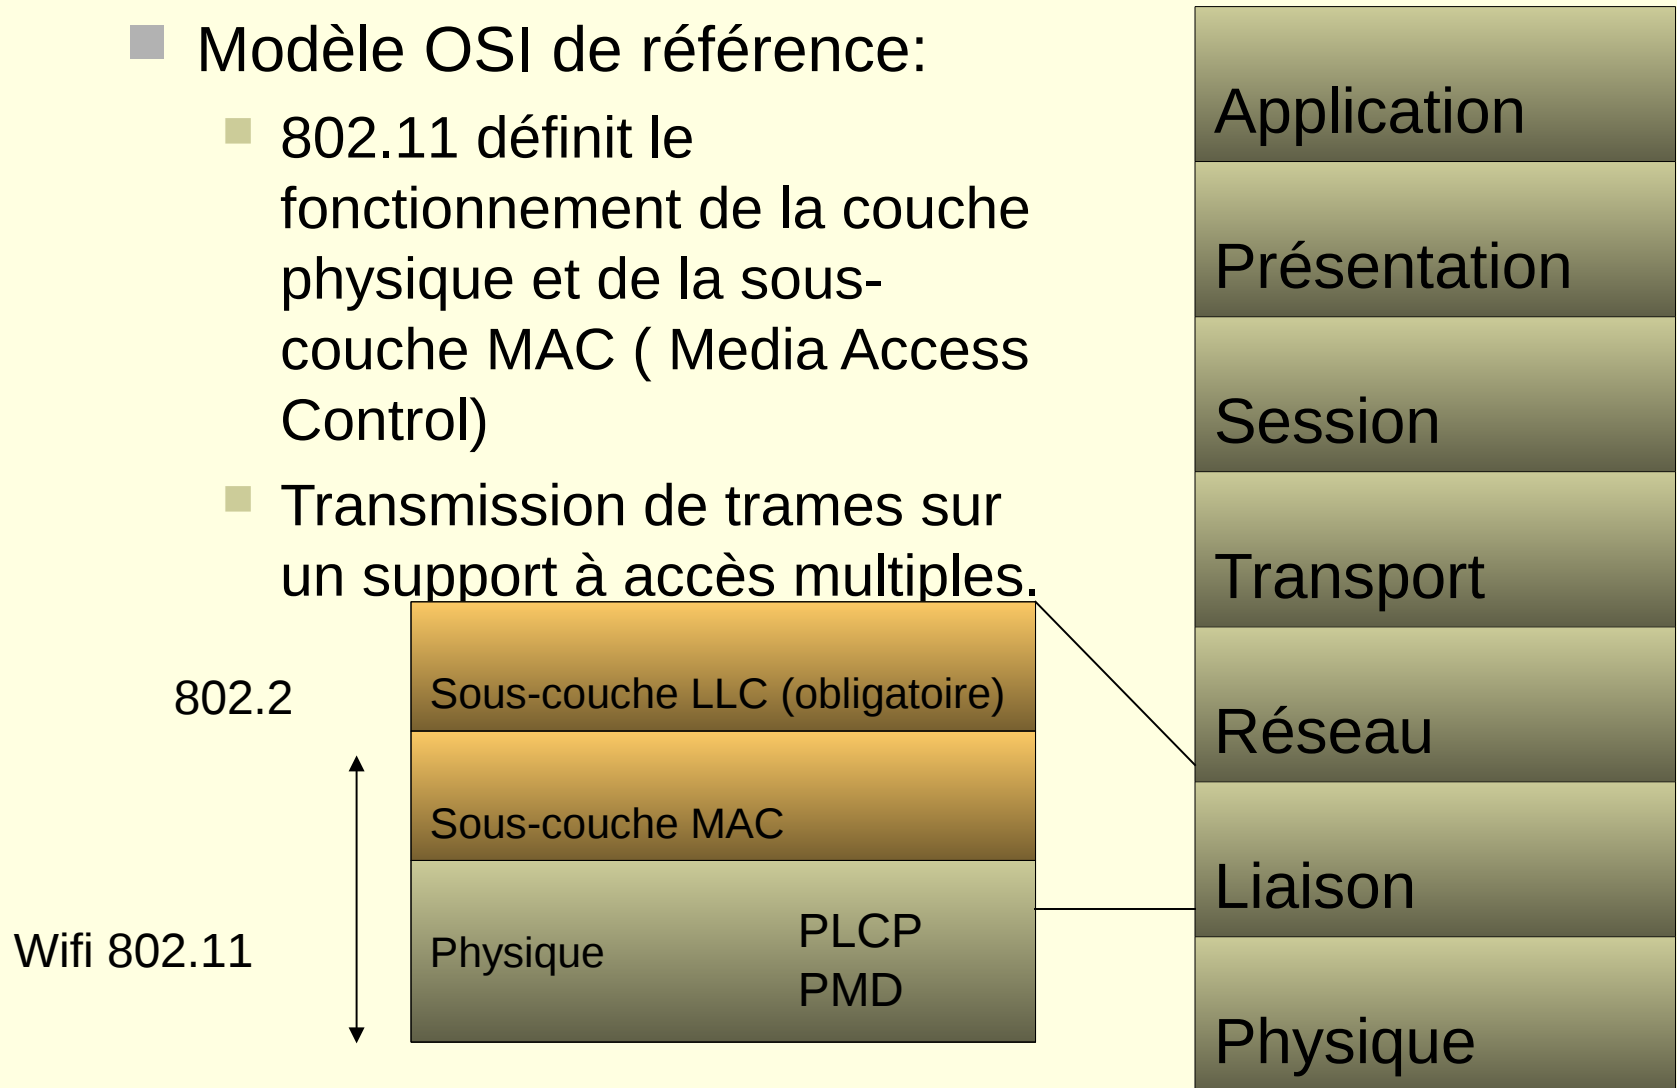 Modèle OSI de référence:
802.11 définit le
fonctionnement de la couche
physique et de la sous-
couche MAC ( Media Access
Control)
Transmission de trames sur
un support à accès multiples.
802.2
Sous-couche LLC (obligatoire)
Sous-couche MAC
Wifi 802.11
Physique
PLCP
PMD
Application
Présentation
Session
Transport
Réseau
Liaison
Physique